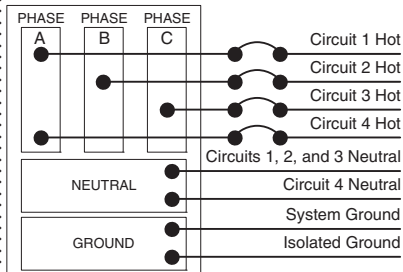 PHASE PHASE PHASE
A B C
Circuit 1 Hot
Circuit 2 Hot
Circuit 3 Hot
Circuit 4 Hot
Circuits 1, 2, and 3 Neutral
NEUTRAL
Circuit 4 Neutral
System Ground
GROUND
Isolated Ground